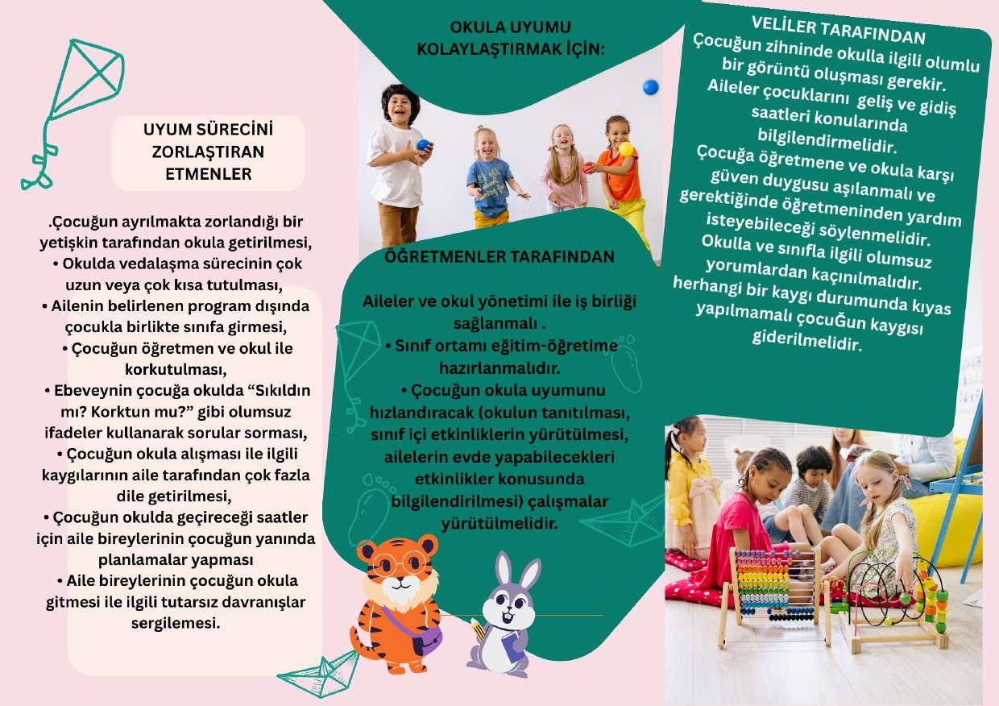 UYUM SÜRECİNİ
ZORLAŞTIRAN
ETMENLER
.Çocuğun ayrılmakta zorlandığı bir
yetişkin tarafından okula getirilmesi,
• Okulda vedalaşma sürecinin çok
uzun veya çok kısa tutulması,
• Ailenin belirlenen program dışında
çocukla birlikte sınıfa girmesi,
• Çocuğun öğretmen ve okul ile
korkutulması,
• Ebeveynin çocuğa okulda “Sıkıldın
mı? Korktun mu?” gibi olumsuz
ifadeler kullanarak sorular sorması,
• Çocuğun okula alışması ile ilgili
kaygılarının aile tarafından çok fazla
dile getirilmesi,
• Çocuğun okulda geçireceği saatler
için aile bireylerinin çocuğun yanında
planlamalar yapması
• Aile bireylerinin çocuğun okula
gitmesi ile ilgili tutarsız davranışlar
sergilemesi.
OKULA UYUMU
KOLAYLAŞTIRMAK İÇİN:
ÖĞRETMENLER TARAFINDAN
Aileler ve okul yönetimi ile iş birliği
sağlanmalı .
• Sınıf ortamı eğitim-öğretime
hazırlanmalıdır.
• Çocuğun okula uyumunu
hızlandıracak (okulun tanıtılması,
sınıf içi etkinliklerin yürütülmesi,
ailelerin evde yapabilecekleri
etkinlikler konusunda
bilgilendirilmesi) çalışmalar
yürütülmelidir.
VELİLER TARAFINDAN
Çocuğun zihninde okulla ilgili olumlu
bir görüntü oluşması gerekir.
Aileler çocuklarını geliş ve gidiş
saatleri konularında
bilgilendirmelidir.
Çocuğa öğretmene ve okula karşı
güven duygusu aşılanmalı ve
gerektiğinde öğretmeninden yardım
isteyebileceği söylenmelidir.
Okulla ve sınıfla ilgili olumsuz
yorumlardan kaçınılmalıdır.
herhangi bir kaygı durumunda kıyas
yapılmamalı çocuĞun kaygısı
giderilmelidir.